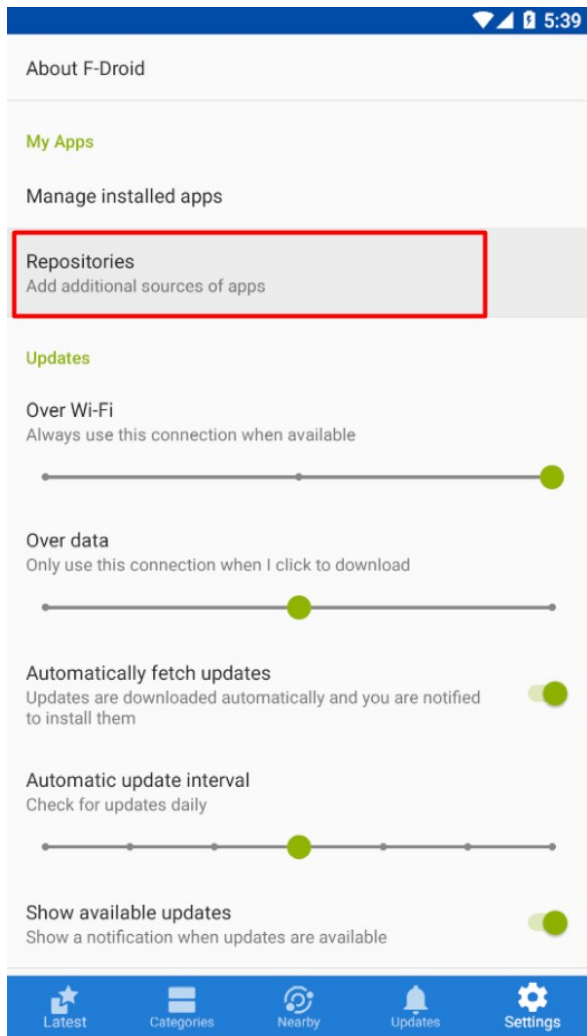 5:39
About F-Droid
My Apps
Manage installed apps
Repositories
Add additional sources of apps
Updates
Over Wi-Fi
Always use this connection when available
Over data
Only use this connection when I click to download
Automatically fetch updates
Updates are downloaded automatically and you are notified
to install them
Automatic update interval
Check for updates daily
Show available updates
Show a notification when updates are available
Latest
Categories
Nearby
Updates
Settings